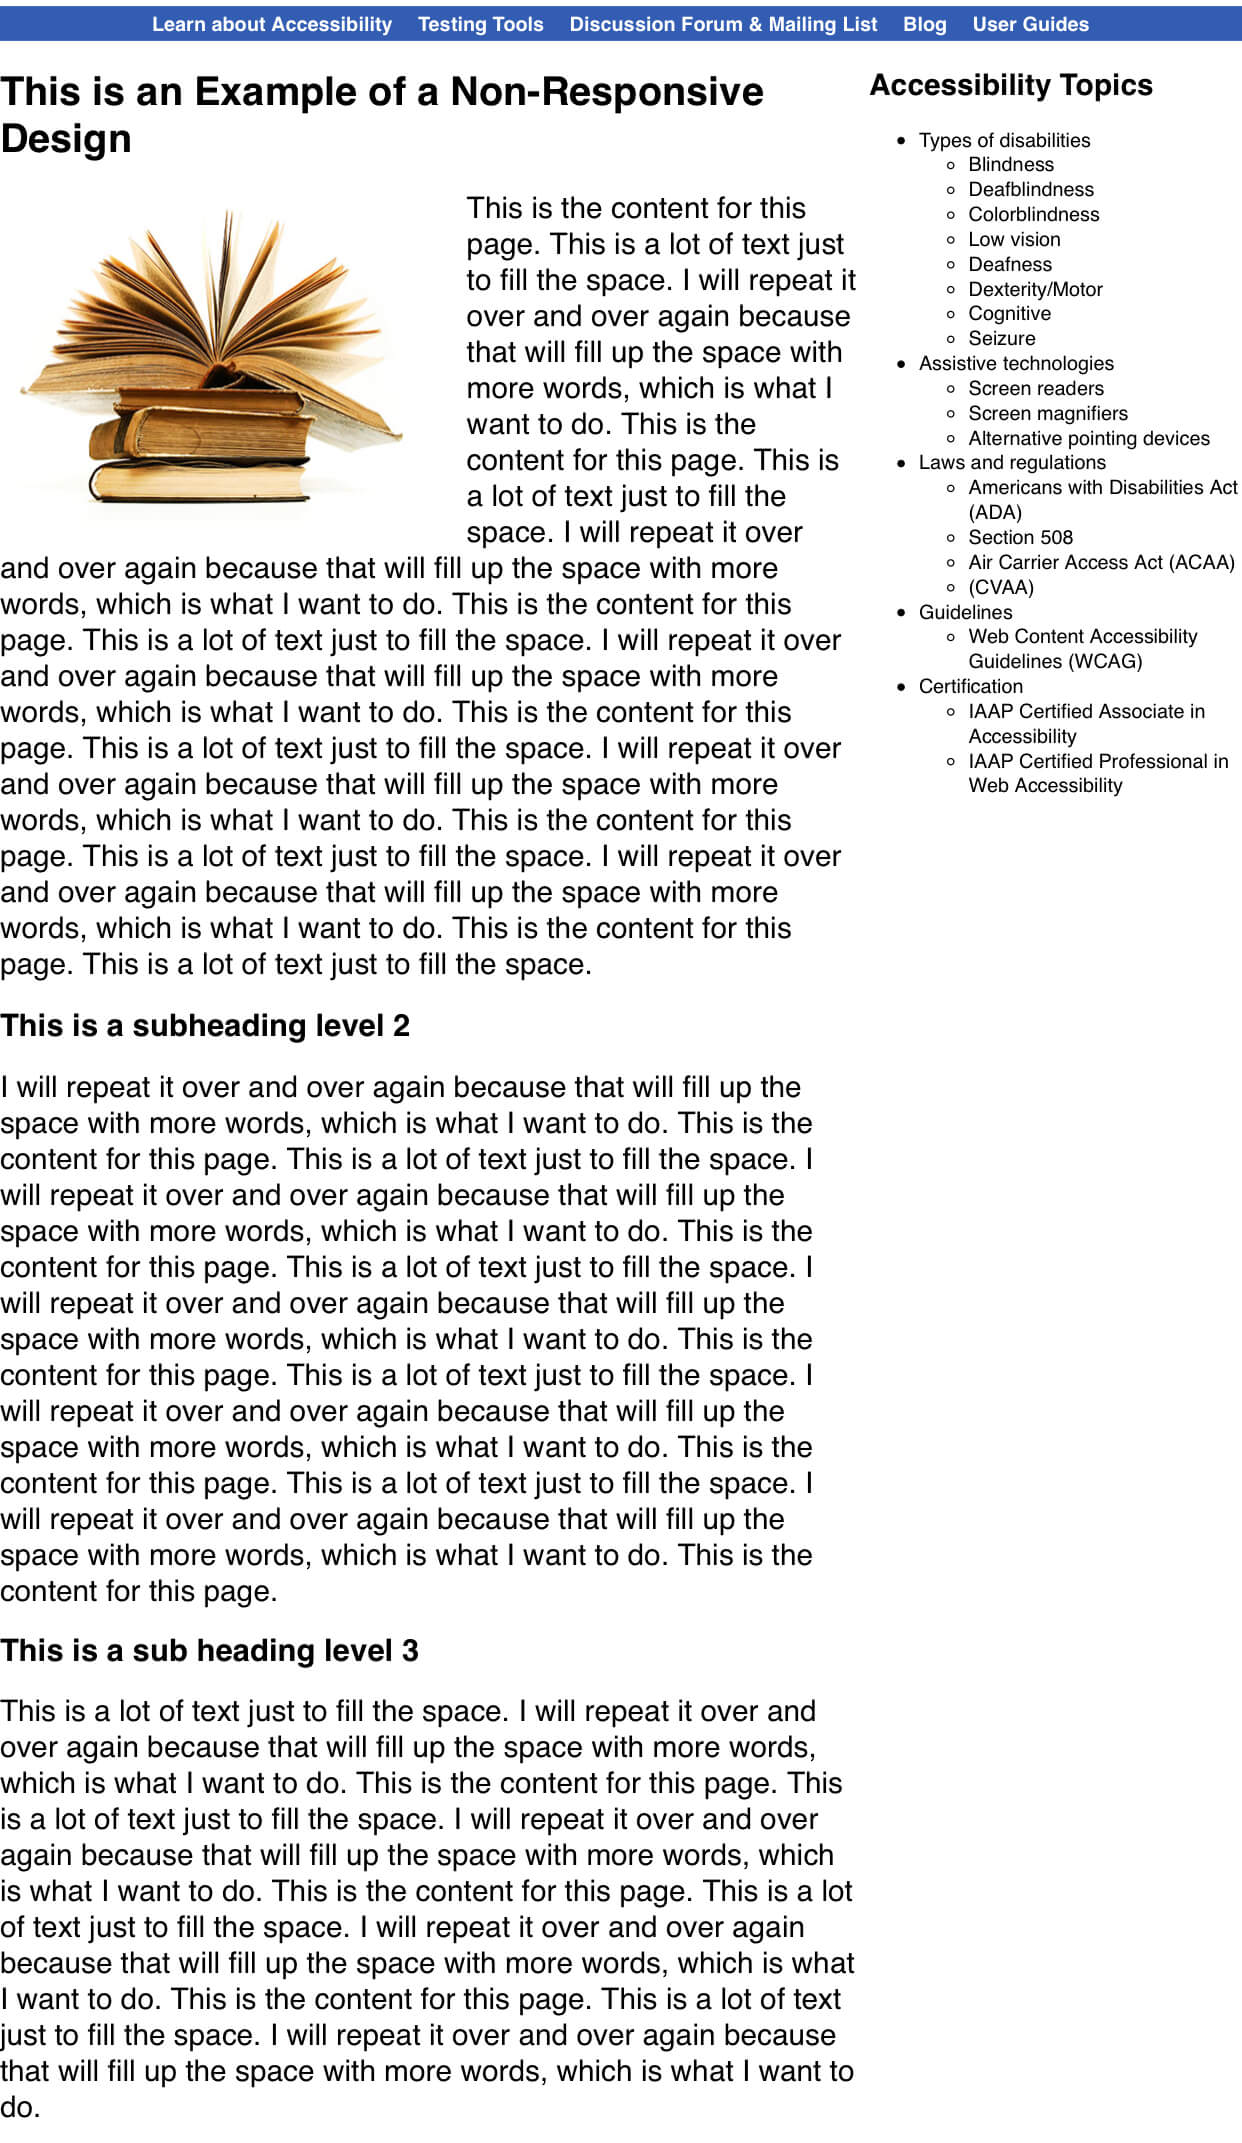 Learn about Accessibility Testing Tools Discussion Forum & Mailing List Blog User Guides
This is an Example of a Non-Responsive
Design
This is the content for this
page. This is a lot of text just
to fill the space. I will repeat it
over and over again because
that will fill up the space with
more words, which is what I
want to do. This is the
content for this page. This is
a lot of text just to fill the
space. I will repeat it over
and over again because that will fill up the space with more
words, which is what I want to do. This is the content for this
page. This is a lot of text just to fill the space. I will repeat it over
and over again because that will fill up the space with more
words, which is what I want to do. This is the content for this
page. This is a lot of text just to fill the space. I will repeat it over
and over again because that will fill up the space with more
words, which is what I want to do. This is the content for this
page. This is a lot of text just to fill the space. I will repeat it over
and over again because that will fill up the space with more
words, which is what I want to do. This is the content for this
page. This is a lot of text just to fill the space.
This is a subheading level 2
I will repeat it over and over again because that will fill up the
space with more words, which is what I want to do. This is the
content for this page. This is a lot of text just to fill the space. I
will repeat it over and over again because that will fill up the
space with more words, which is what I want to do. This is the
content for this page. This is a lot of text just to fill the space. I
will repeat it over and over again because that will fill up the
space with more words, which is what I want to do. This is the
content for this page. This is a lot of text just to fill the space. I
will repeat it over and over again because that will fill up the
space with more words, which is what I want to do. This is the
content for this page. This is a lot of text just to fill the space. I
will repeat it over and over again because that will fill up the
space with more words, which is what I want to do. This is the
content for this page.
This is a sub heading level 3
This is a lot of text just to fill the space. I will repeat it over and
over again because that will fill up the space with more words,
which is what I want to do. This is the content for this page. This
is a lot of text just to fill the space. I will repeat it over and over
again because that will fill up the space with more words, which
is what I want to do. This is the content for this page. This is a lot
of text just to fill the space. I will repeat it over and over again
because that will fill up the space with more words, which is what
I want to do. This is the content for this page. This is a lot of text
just to fill the space. I will repeat it over and over again because
that will fill up the space with more words, which is what I want to
do.
Accessibility Topics
Types of disabilities
Blindness
Deafblindness
Colorblindness
Low vision
Deafness
Dexterity/Motor
Cognitive
Seizure
Assistive technologies
Screen readers
Screen magnifiers
Alternative pointing devices
Laws and regulations
Americans with Disabilities Act
(ADA)
Section 508
Air Carrier Access Act (ACAA)
(CVAA)
Guidelines
Web Content Accessibility
Guidelines (WCAG)
Certification
IAAP Certified Associate in
Accessibility
IAAP Certified Professional in
Web Accessibility